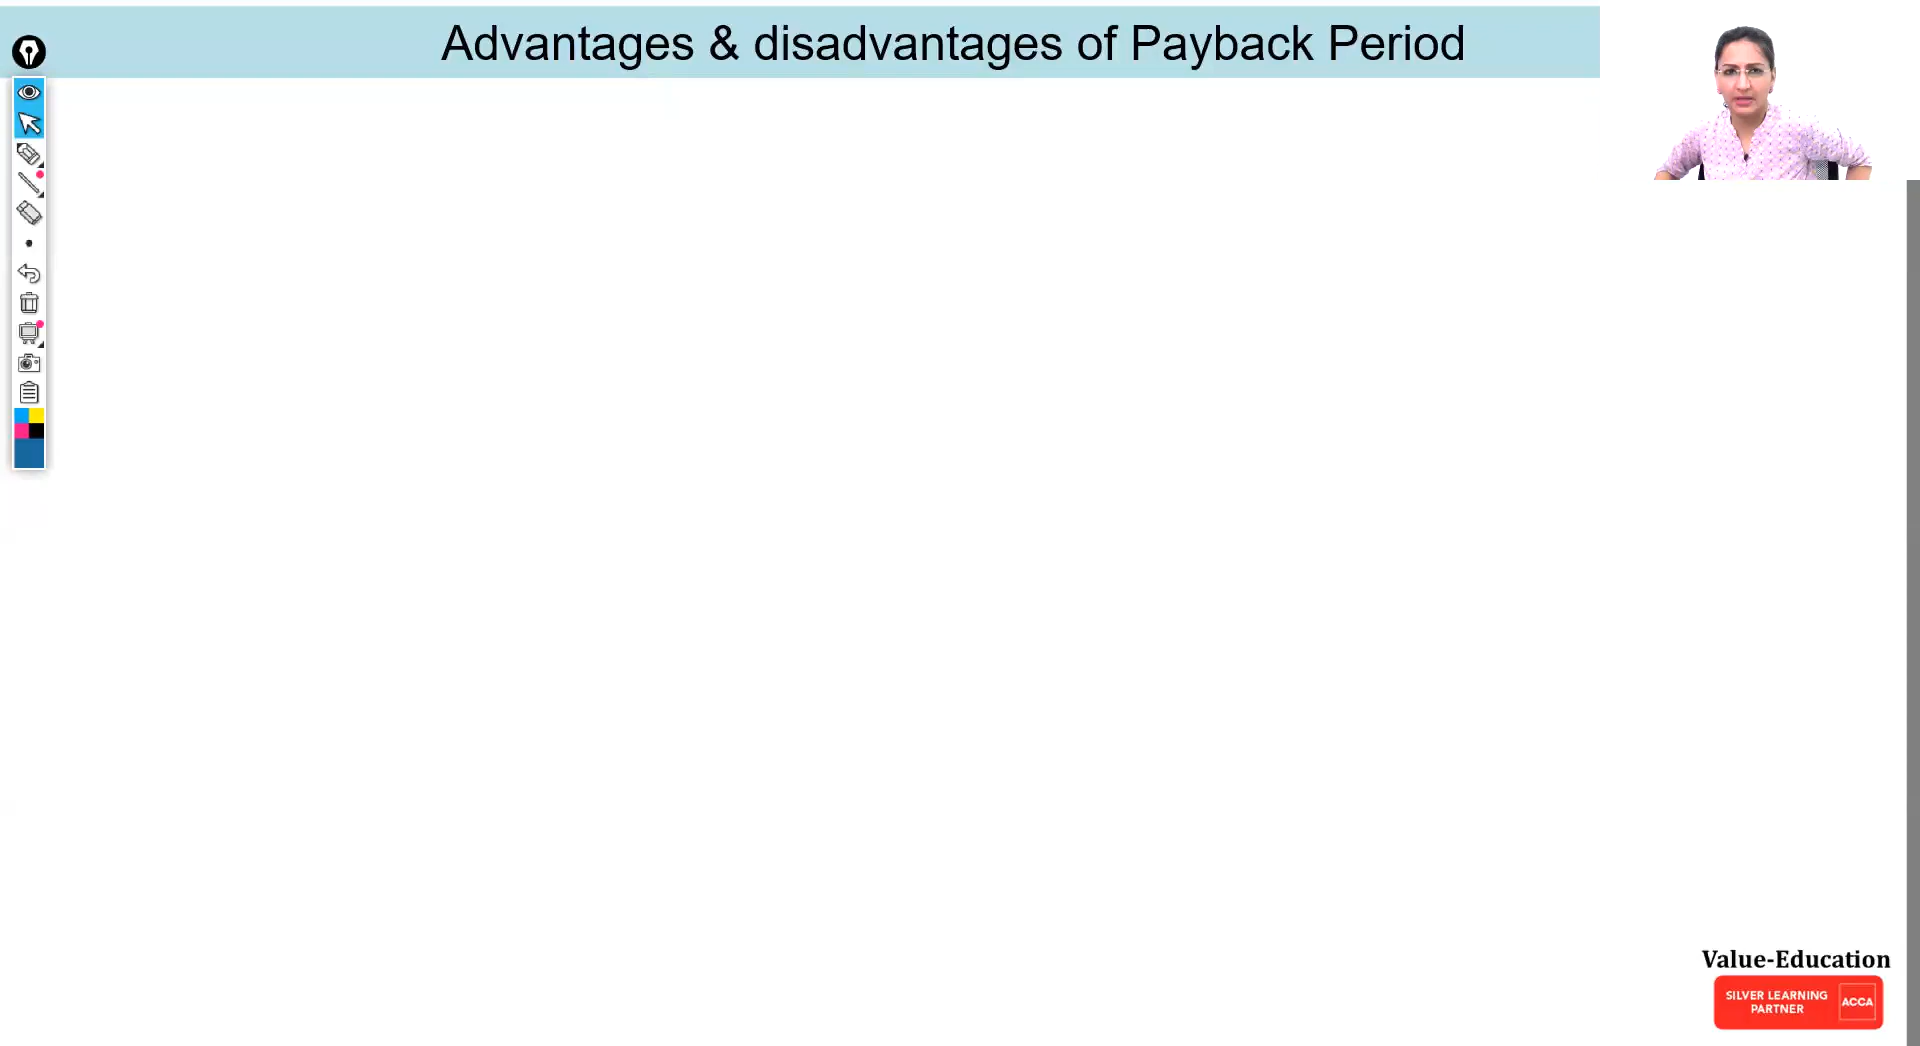 Advantages & disadvantages of Payback Period
Value-Education
SILVER LEARNING
PARTNER
ACCA